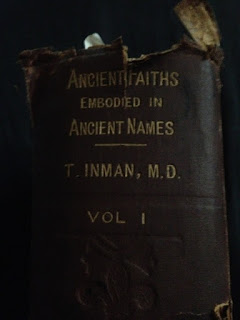 ANCIENT FAITHS
EMBODIED IN
ANCIENT NAMES
T. INMAN, M.D.
VOL I